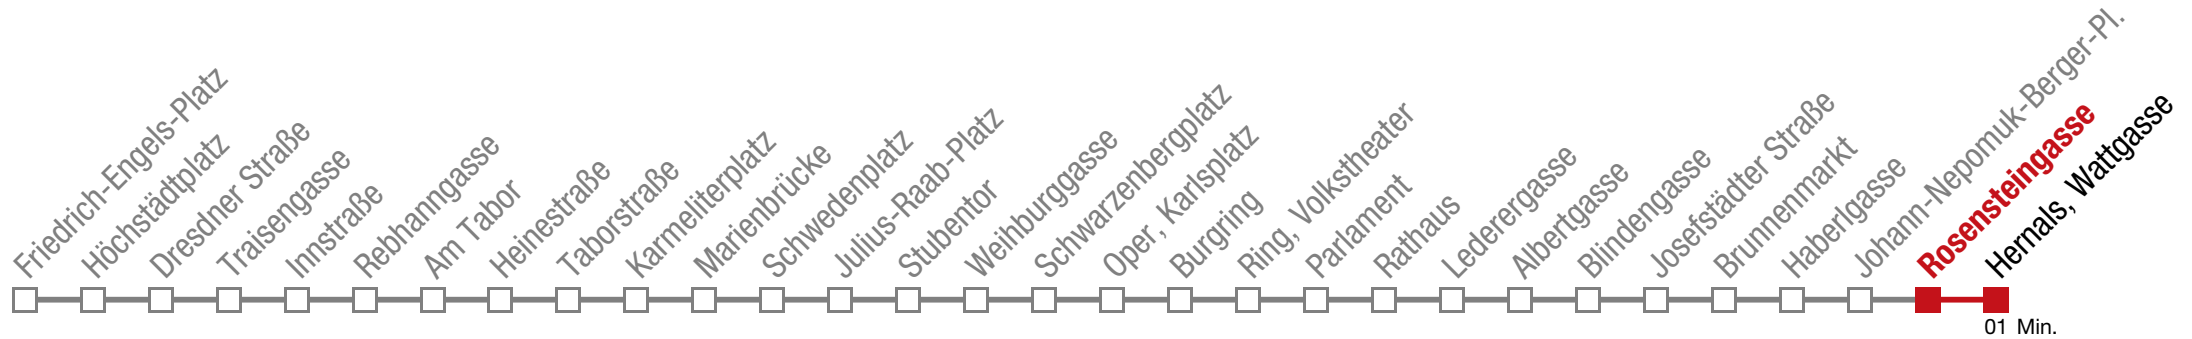 Friedrich-Engels-Platz
Höchstädtplatz
Dresdner Straße
Traisengasse
Innstraße
Rebhanngasse
Am Tabor
Heinestraße
Taborstraße
Karmeliterplatz
Marienbrücke
Schwedenplatz
Julius-Raab-Platz
Stubentor
Weihburggasse
Schwarzenbergplatz
Oper, Karlsplatz
Burgring
Ring, Volkstheater
Parlament
Rathaus
Lederergasse
Albertgasse
Blindengasse
Josefstädter Straße
Brunnenmarkt
Haberlgasse
Johann-Nepomuk-Berger-Pl.
Rosensteingasse
Hernals, Wattgasse
01 Min.